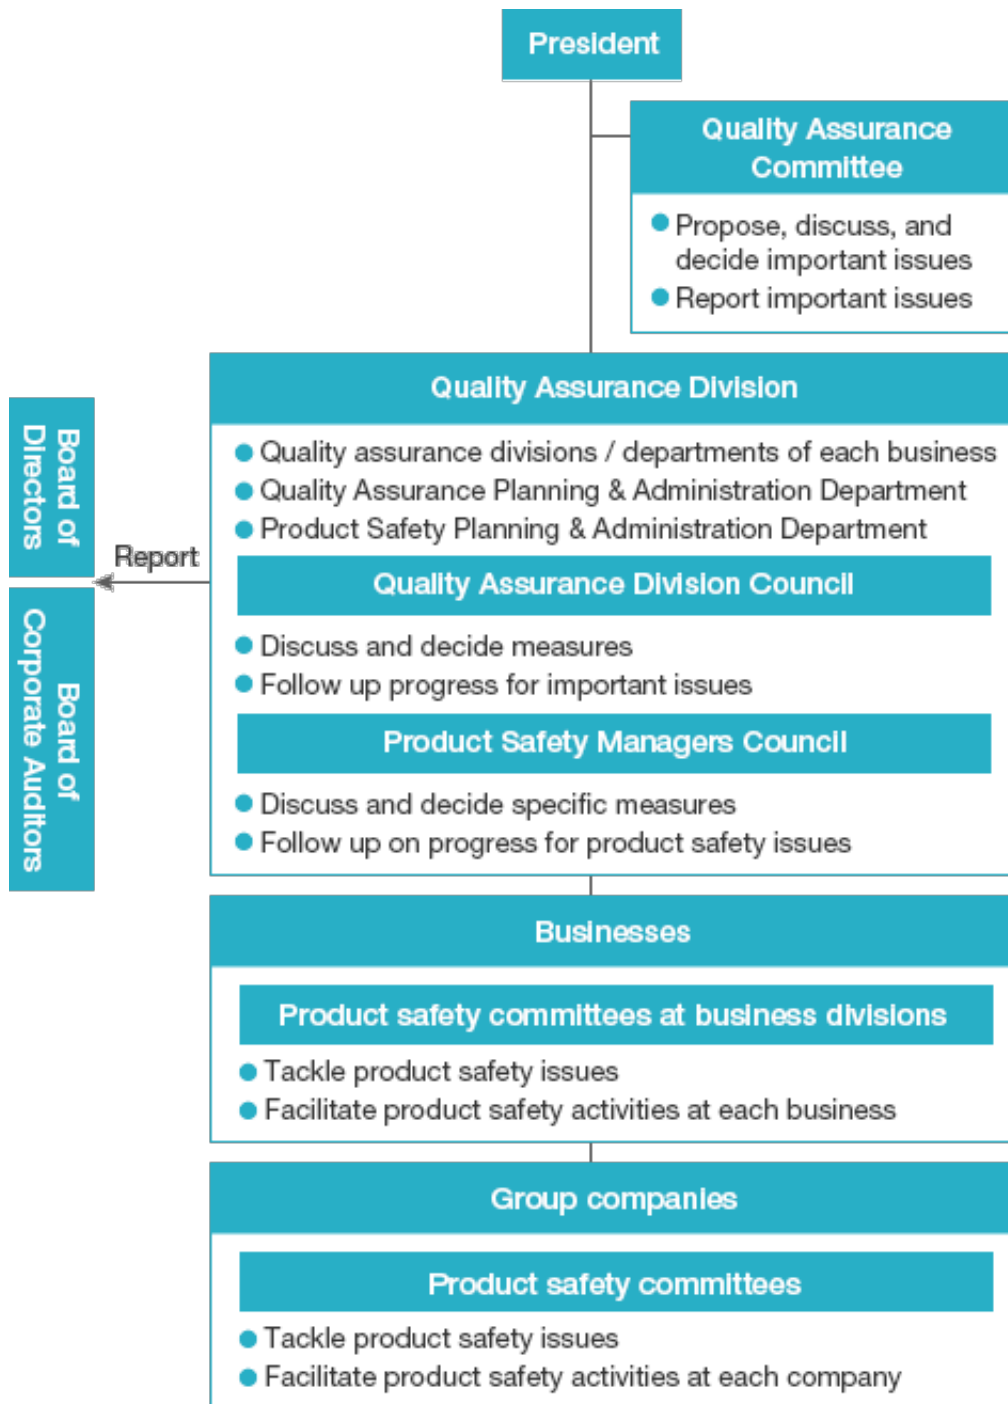 President
Quality Assurance
Committee
Propose, discuss, and
decide important issues
Report important issues
Quality Assurance Division
Quality assurance divisions / departments of each business
Quality Assurance Planning & Administration Department
Product Safety Planning & Administration Department
Board of
Directors
Report
Board of
Corporate Auditors
Quality Assurance Division Council
Discuss and decide measures
Follow up progress for important issues
Product Safety Managers Council
Discuss and decide specific measures
Follow up on progress for product safety issues
Businesses
Product safety committees at business divisions
Tackle product safety issues
Facilitate product safety activities at each business
Group companies
Product safety committees
Tackle product safety issues
Facilitate product safety activities at each company